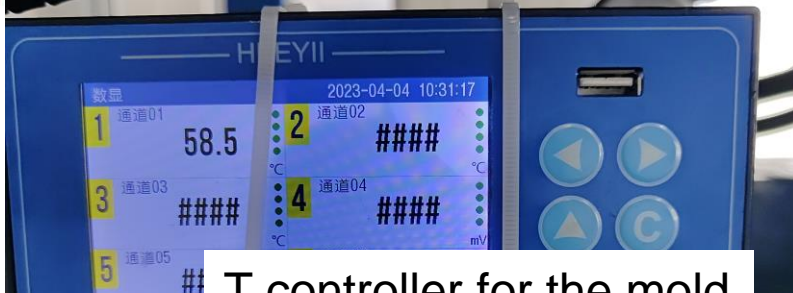 数显 2023-04-04 10:31:17
1 通道01 58.5 °C
2 通道02 #### °C
3 通道03 #### °C
4 通道04 #### mV
5 通道05
C
T controller for the mold